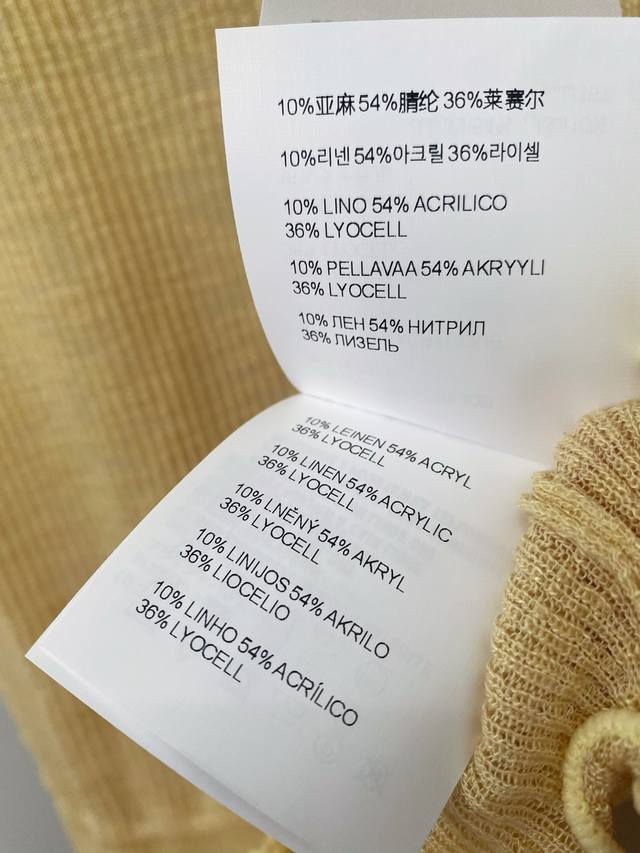 10%亚麻 54%腈纶 36%莱赛尔
10%리넨 54%아크릴 36%라이셀
10% LINO 54% ACRILICO
36% LYOCELL
10% PELLAVAA 54% AKRYYLI
36% LYOCELL
10% ЛЕН 54% НИТРИЛ
36% ЛИЗЕЛЬ
10% LEINEN 54% ACRYL
36% LYOCELL
10% LINEN 54% ACRYLIC
36% LYOCELL
10% LNĚNÝ 54% AKRYL
36% LYOCELL
10% LINIJOS 54% AKRILO
36% LIOCELIO
10% LINHO 54% ACRÍLICO
36% LYOCELL